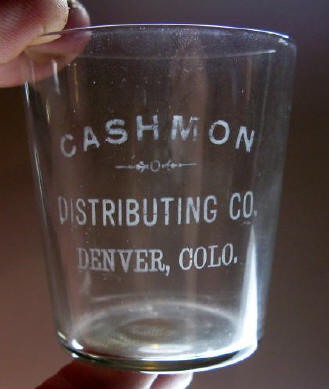 CASHMON
DISTRIBUTING CO.
DENVER, COLO.